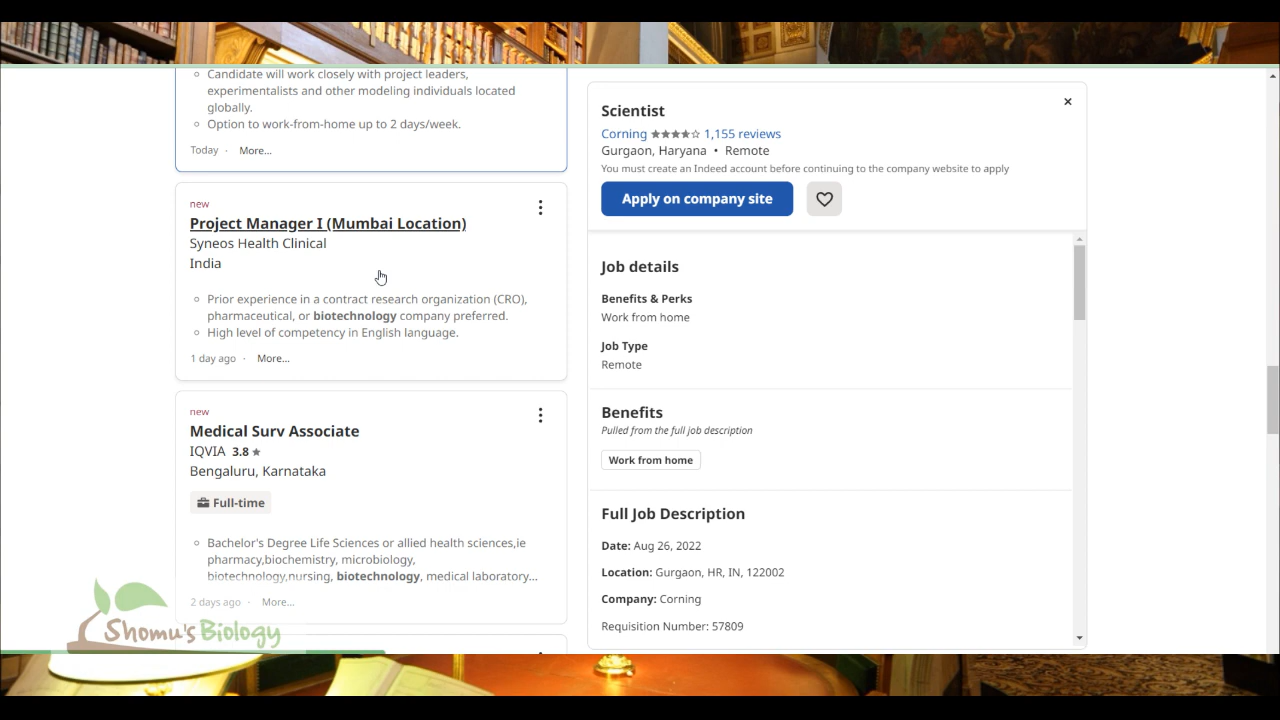 Candidate will work closely with project leaders,
experimentalists and other modeling individuals located
globally.
Option to work-from-home up to 2 days/week.
Today · More...
new
Project Manager I (Mumbai Location)
Syneos Health Clinical
India
Prior experience in a contract research organization (CRO),
pharmaceutical, or biotechnology company preferred.
High level of competency in English language.
1 day ago · More...
new
Medical Surv Associate
IQVIA 3.8
Bengaluru, Karnataka
Full-time
Bachelor's Degree Life Sciences or allied health sciences,ie
pharmacy,biochemistry, microbiology,
biotechnology,nursing, biotechnology, medical laboratory...
2 days ago · More...
Shomu's Biology
Scientist
Corning 1,155 reviews
Gurgaon, Haryana • Remote
You must create an Indeed account before continuing to the company website to apply
Apply on company site
Job details
Benefits & Perks
Work from home
Job Type
Remote
Benefits
Pulled from the full job description
Work from home
Full Job Description
Date: Aug 26, 2022
Location: Gurgaon, HR, IN, 122002
Company: Corning
Requisition Number: 57809